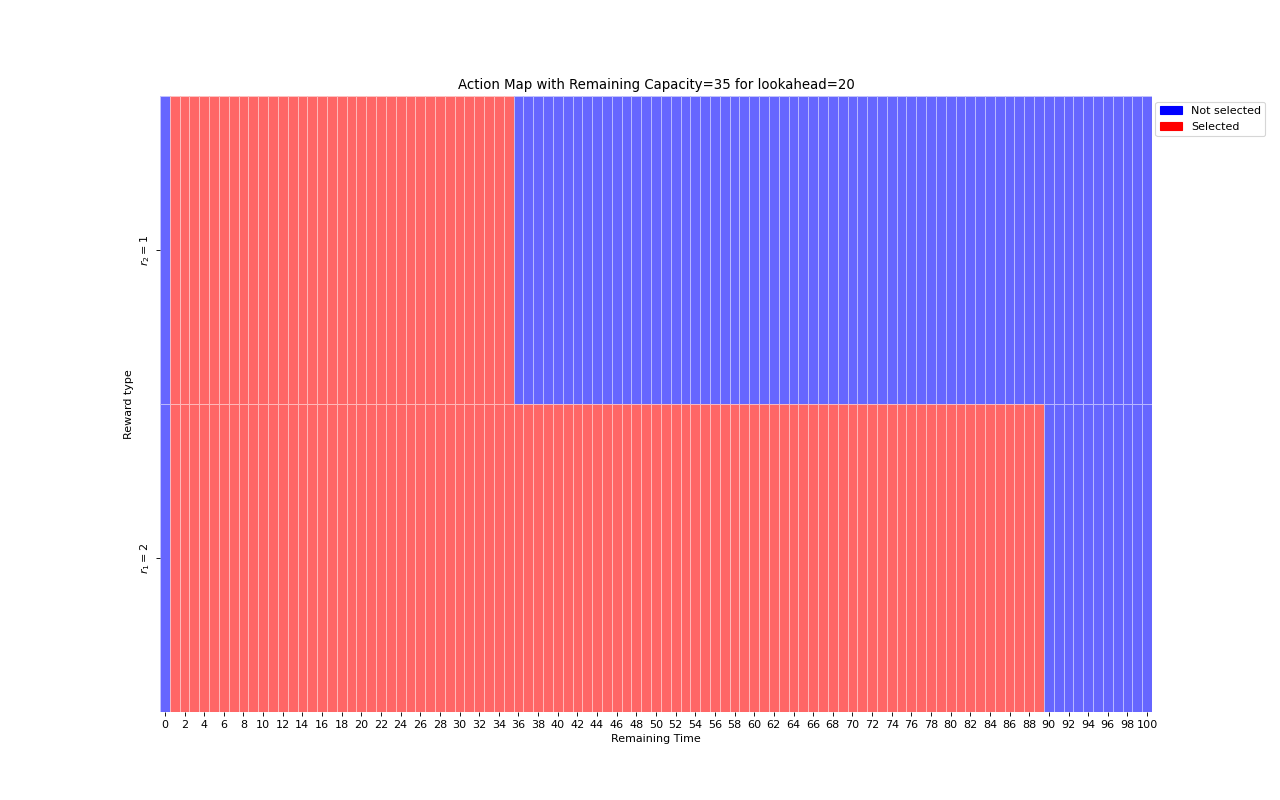 Action Map with Remaining Capacity=35 for lookahead=20
Not selected
Selected
r₂ = 1
Reward type
r₁ = 2
0 2 4 6 8 10 12 14 16 18 20 22 24 26 28 30 32 34 36 38 40 42 44 46 48 50 52 54 56 58 60 62 64 66 68 70 72 74 76 78 80 82 84 86 88 90 92 94 96 98 100
Remaining Time